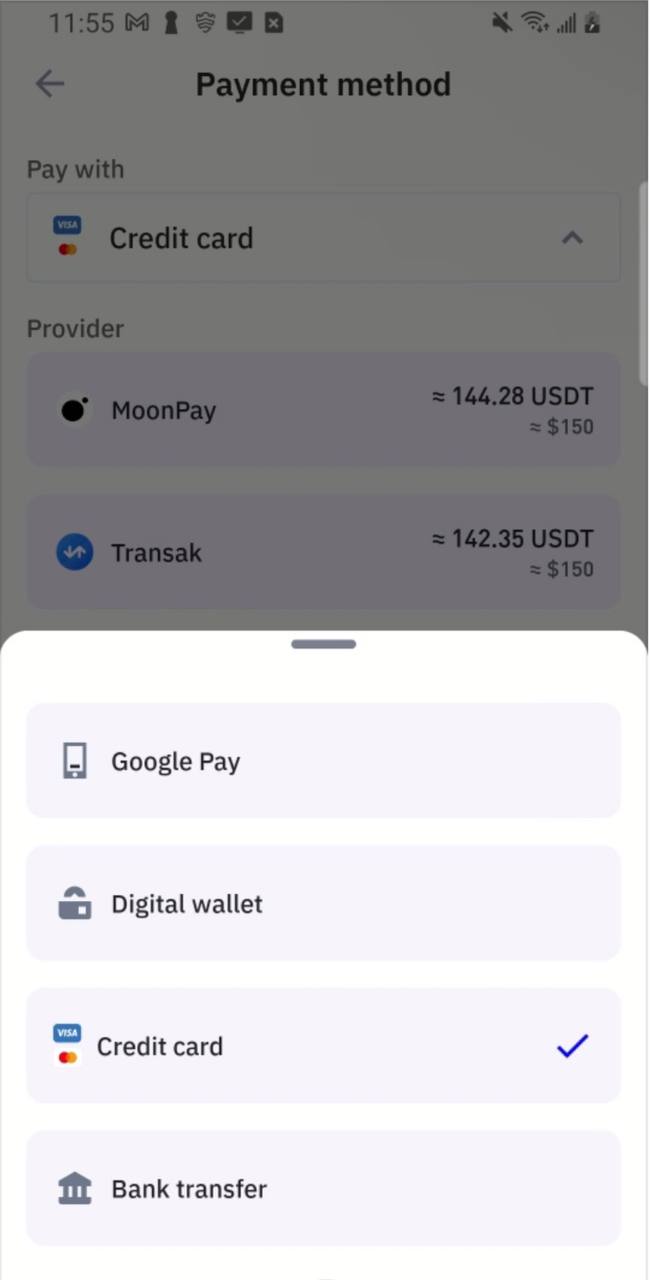 11:55
Payment method
Pay with
VISA
Credit card
Provider
MoonPay
≈ 144.28 USDT
≈ $150
Transak
≈ 142.35 USDT
≈ $150
Google Pay
Digital wallet
VISA
Credit card
Bank transfer